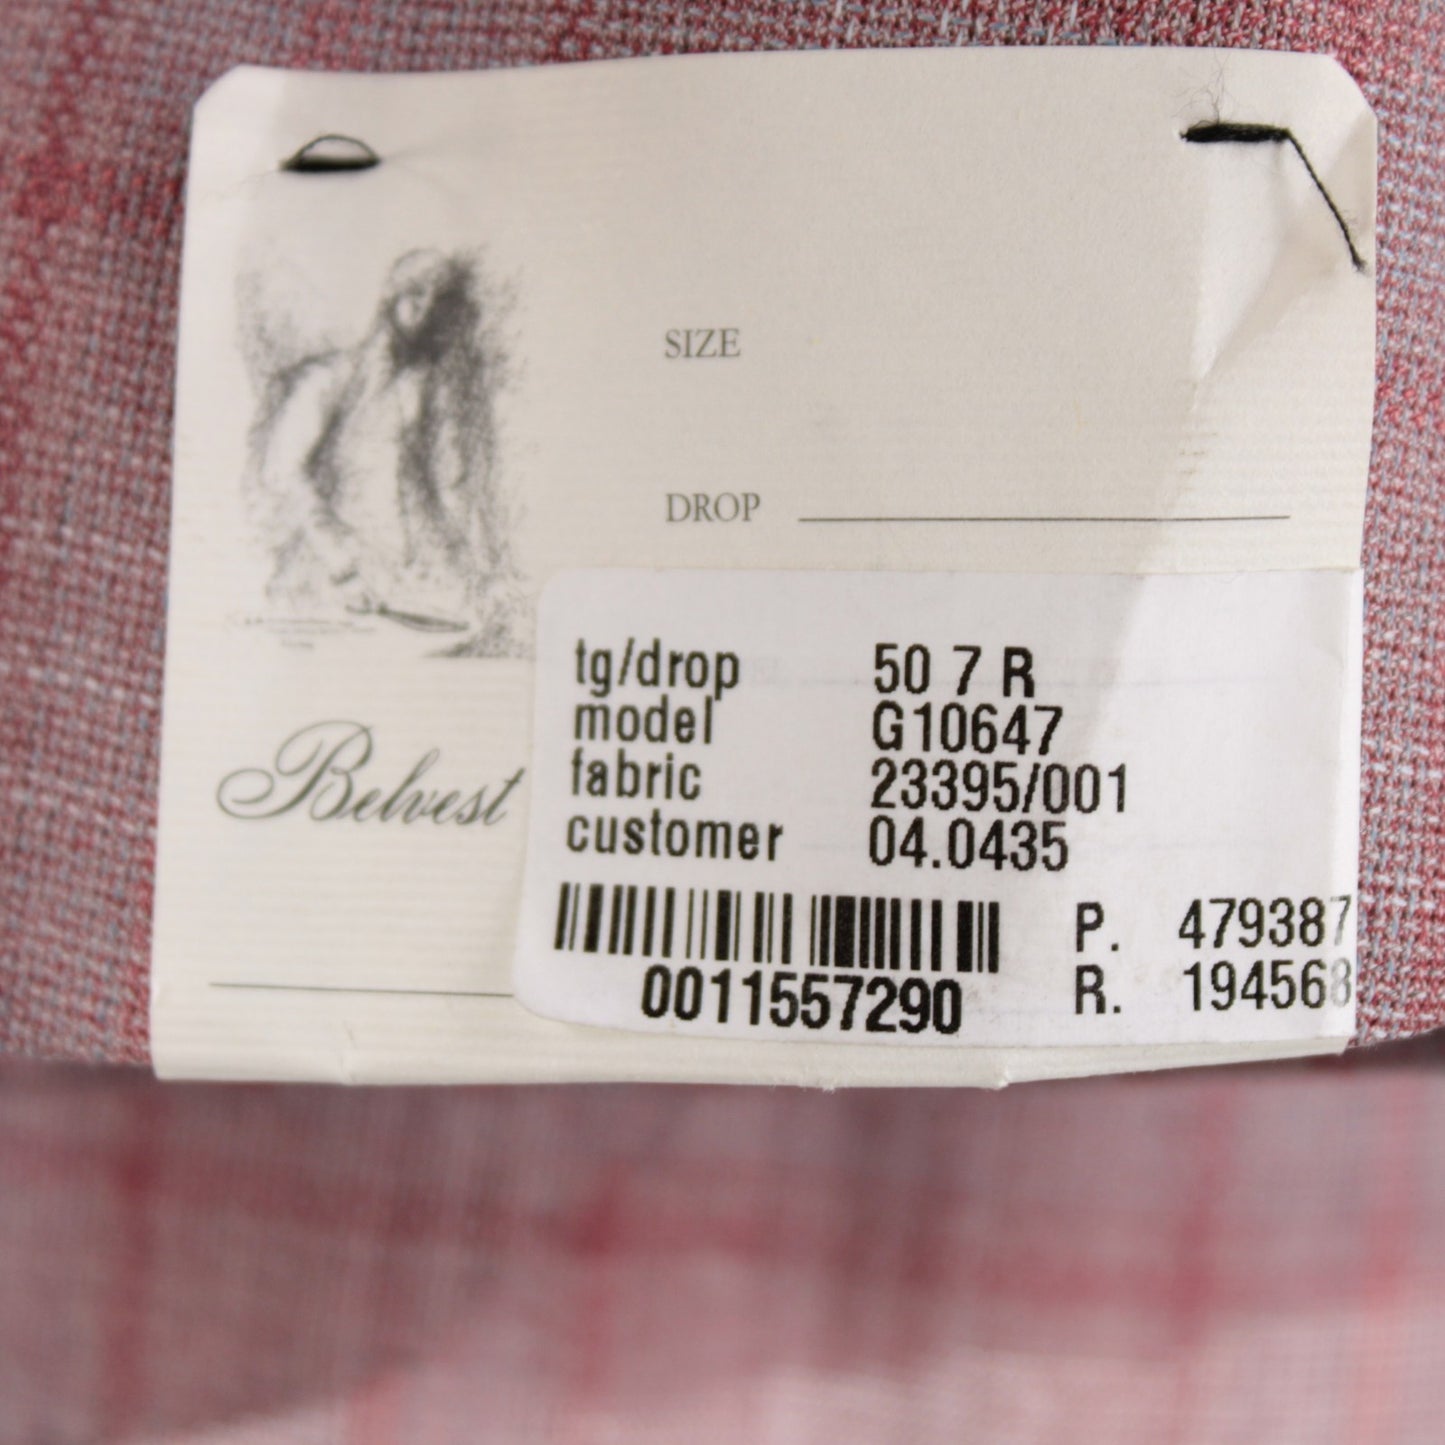 SIZE
DROP
Belvest
tg/drop 50 7 R
model G10647
fabric 23395/001
customer 04.0435
P. 479387
R. 194568
0011557290